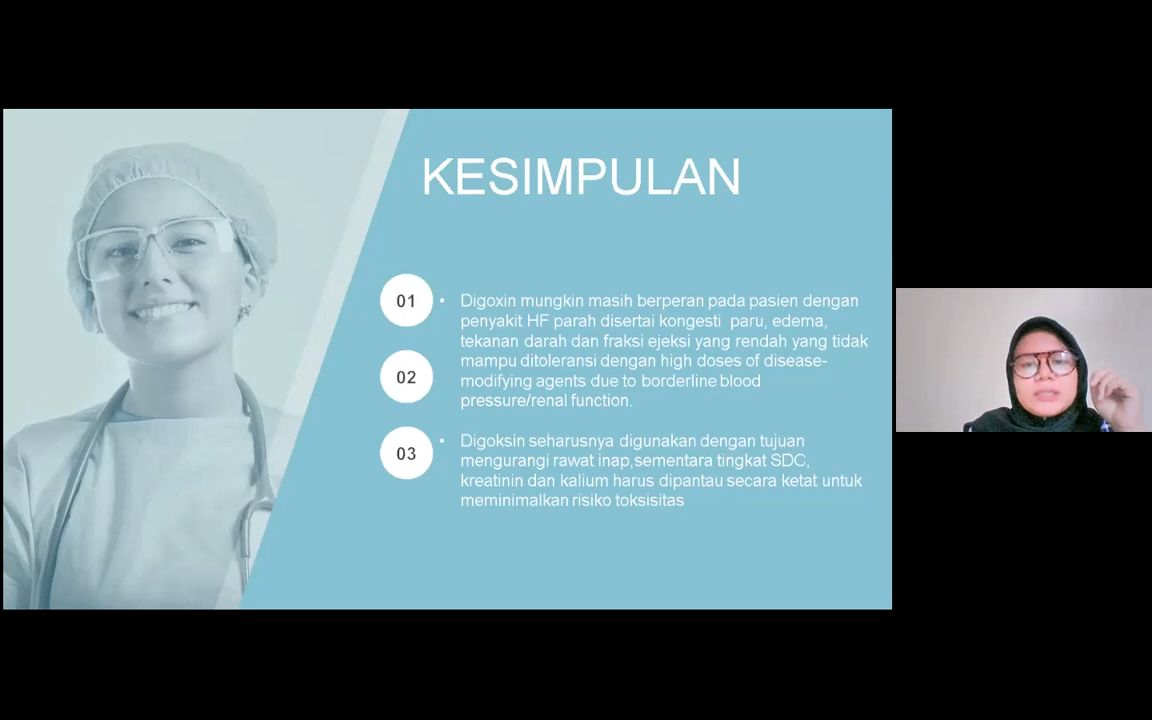 KESIMPULAN
01
• Digoxin mungkin masih berperan pada pasien dengan
penyakit HF parah disertai kongesti paru, edema,
tekanan darah dan fraksi ejeksi yang rendah yang tidak
02
mampu ditoleransi dengan high doses of disease-
modifying agents due to borderline blood
pressure/renal function.
03
• Digoksin seharusnya digunakan dengan tujuan
mengurangi rawat inap,sementara tingkat SDC,
kreatinin dan kalium harus dipantau secara ketat untuk
meminimalkan risiko toksisitas